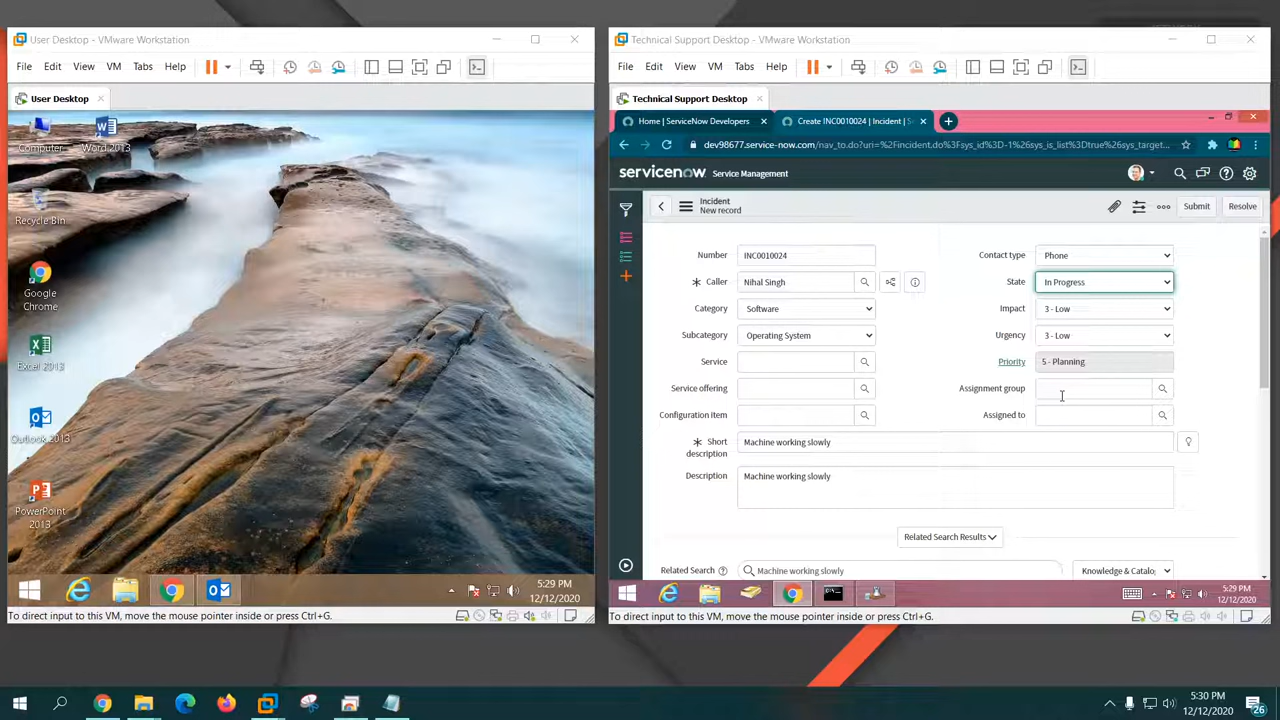 User Desktop - VMware Workstation
File Edit View VM Tabs Help
User Desktop
Computer
Word 2013
Recycle Bin
Google
Chrome
Excel 2013
Outlook 2013
PowerPoint
2013
5:29 PM
12/12/2020
To direct input to this VM, move the mouse pointer inside or press Ctrl+G.
Technical Support Desktop - VMware Workstation
File Edit View VM Tabs Help
Technical Support Desktop
Home | ServiceNow Developers
Create INC0010024 | Incident | S
dev98677.service-now.com/nav_to.do?uri=%2Fincident.do%3Fsys_id%3D-1%26sys_is_list%3Dtrue%26sys_target...
servicenow Service Management
Incident
New record
Submit Resolve
Number INC0010024
Contact type Phone
Caller Nihal Singh
State In Progress
Category Software
Impact 3 - Low
Subcategory Operating System
Urgency 3 - Low
Service
Priority 5 - Planning
Service offering
Assignment group
Configuration item
Assigned to
Short
description
Machine working slowly
Description Machine working slowly
Related Search Results
Related Search Machine working slowly
Knowledge & Catalog
5:29 PM
12/12/2020
To direct input to this VM, move the mouse pointer inside or press Ctrl+G.
5:30 PM
12/12/2020
26